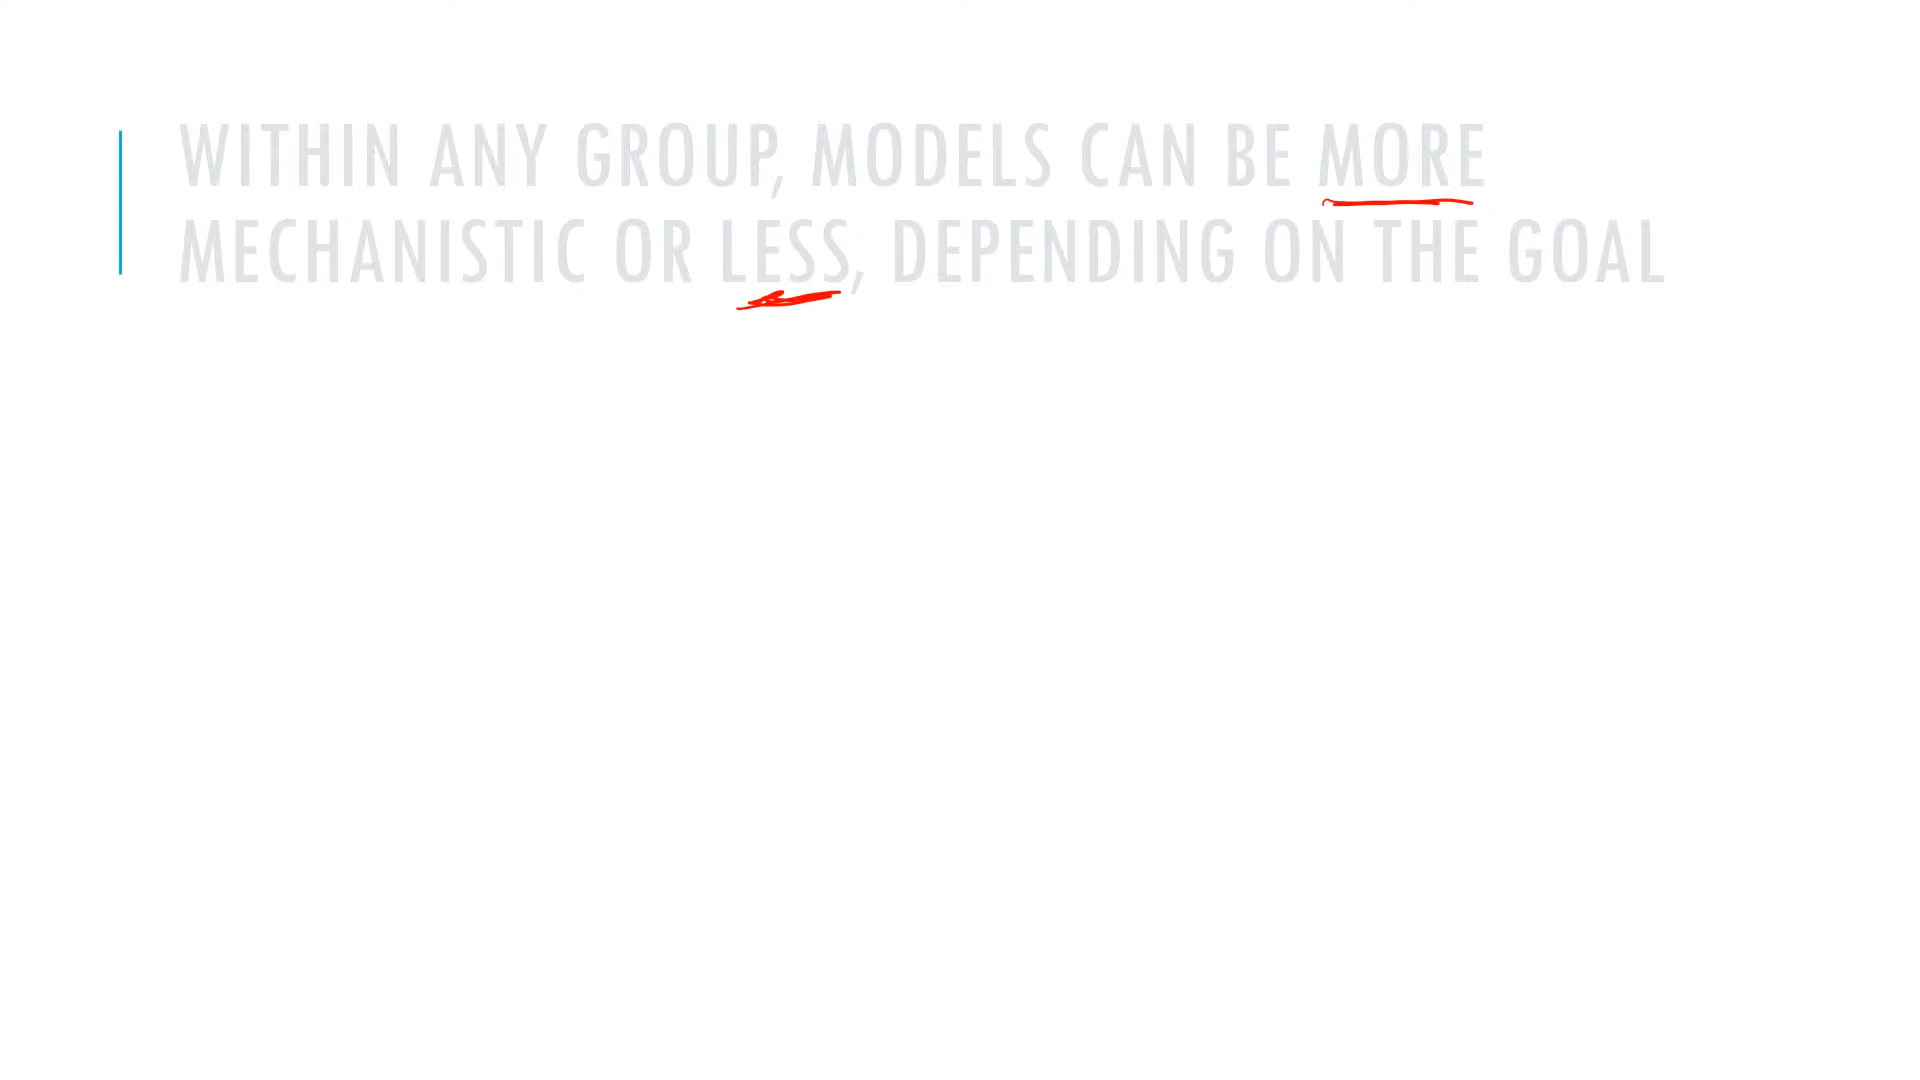 WITHIN ANY GROUP, MODELS CAN BE MORE
MECHANISTIC OR LESS, DEPENDING ON THE GOAL